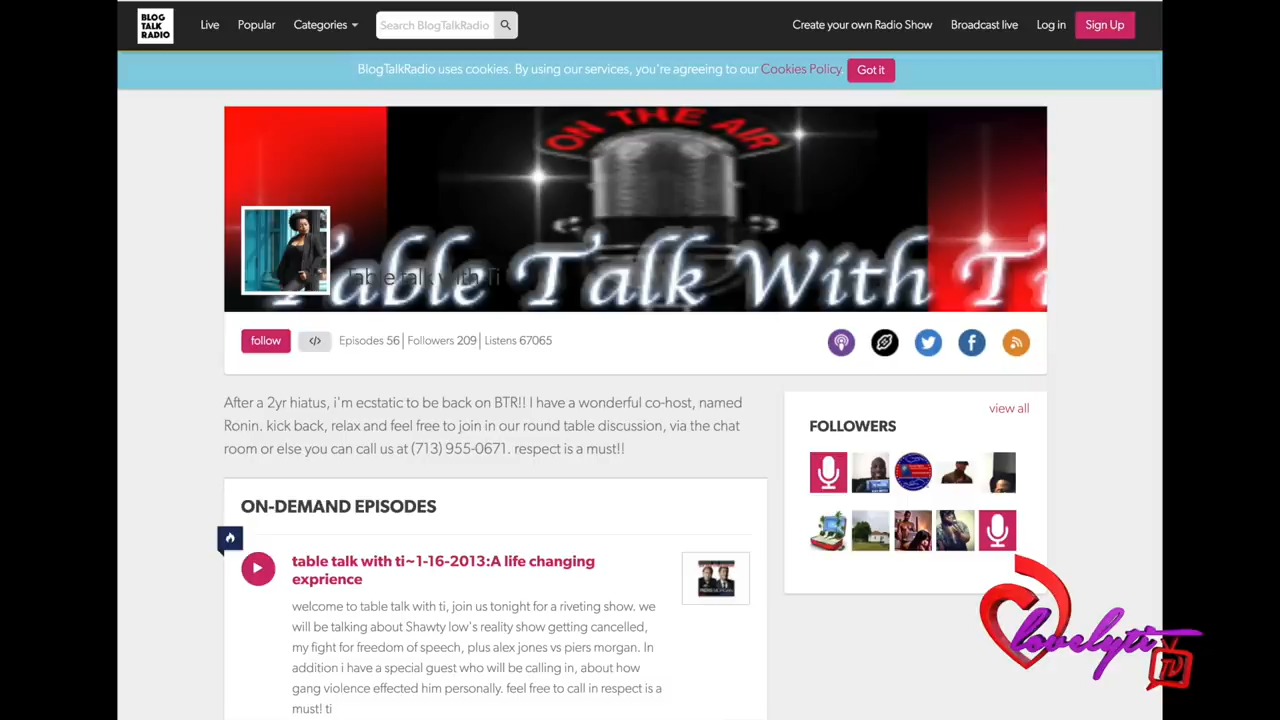 BLOG
TALK
RADIO
Live
Popular
Categories
Search BlogTalkRadio
Create your own Radio Show
Broadcast live
Log in
Sign Up
BlogTalkRadio uses cookies. By using our services, you're agreeing to our Cookies Policy
Got it
ON THE AIR
Table Talk With Ti
Table talk with Ti
follow
</>
Episodes 56
Followers 209
Listens 67065
After a 2yr hiatus, i'm ecstatic to be back on BTR!! I have a wonderful co-host, named
Ronin. kick back, relax and feel free to join in our round table discussion, via the chat
room or else you can call us at (713) 955-0671. respect is a must!!
view all
FOLLOWERS
ON-DEMAND EPISODES
table talk with ti~1-16-2013:A life changing
exprience
welcome to table talk with ti, join us tonight for a riveting show. we
will be talking about Shawty low's reality show getting cancelled,
my fight for freedom of speech, plus alex jones vs piers morgan. In
addition i have a special guest who will be calling in, about how
gang violence effected him personally. feel free to call in respect is a
must! ti
lovelyti
TV